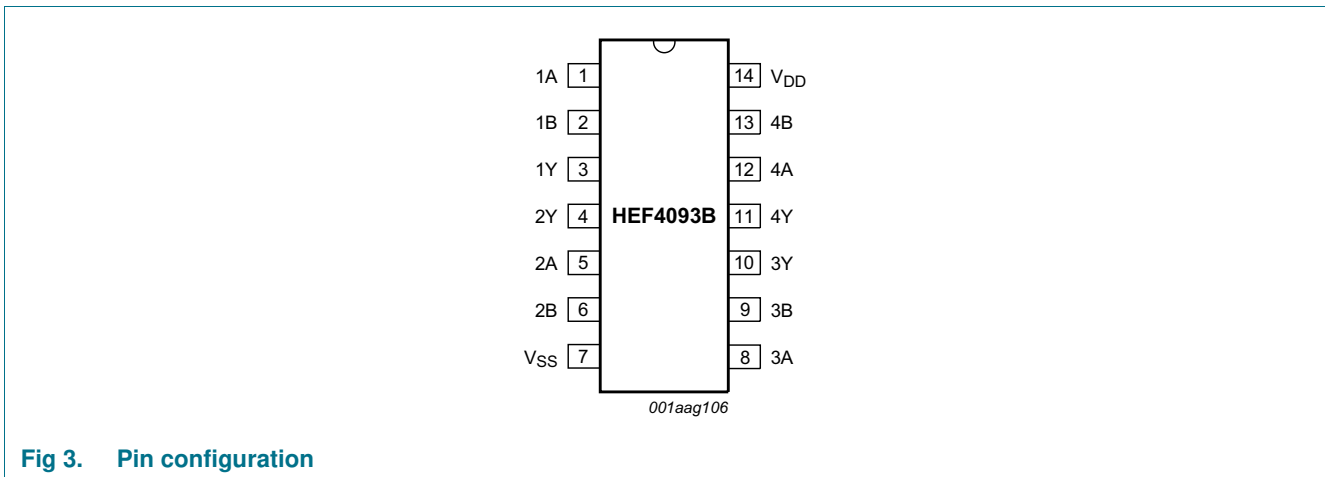 1A 1 14 VDD
1B 2 13 4B
1Y 3 12 4A
2Y 4 HEF4093B 11 4Y
2A 5 10 3Y
2B 6 9 3B
VSS 7 8 3A
001aag106
Fig 3. Pin configuration